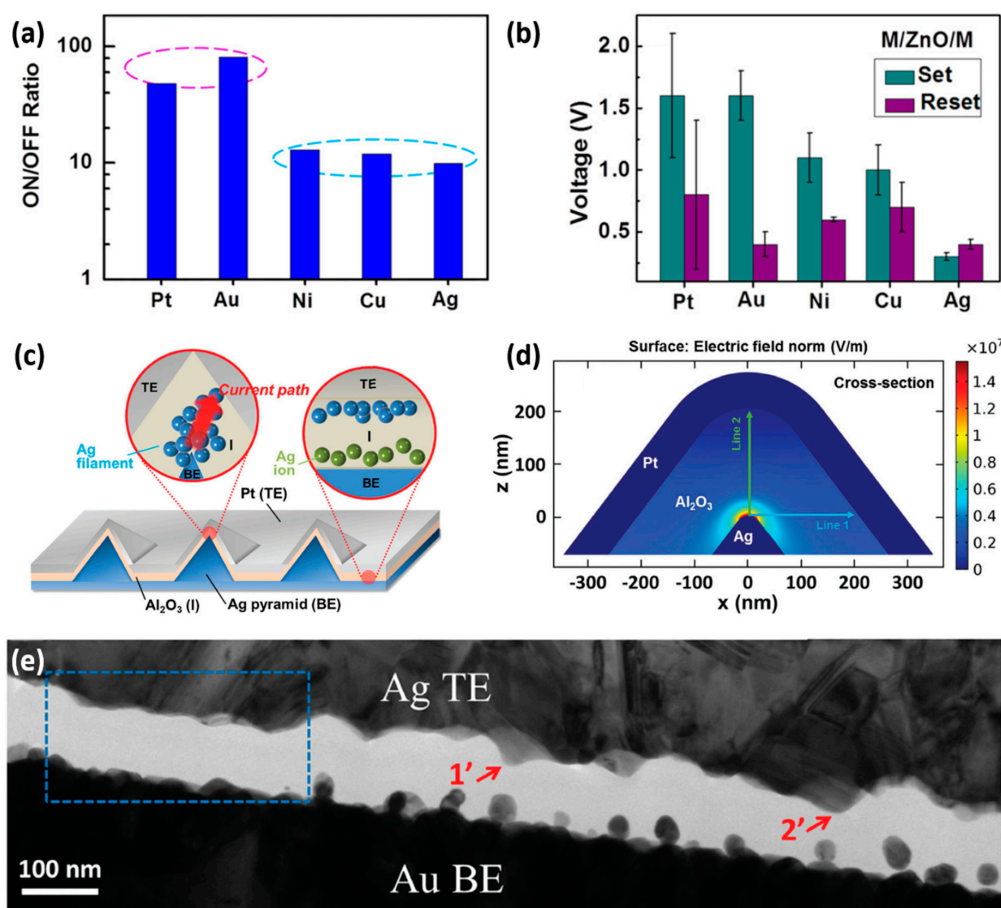 (a)
ON/OFF Ratio
100
10
1
Pt Au Ni Cu Ag
(b)
M/ZnO/M
Set
Reset
Voltage (V)
2.0
1.5
1.0
0.5
Pt Au Ni Cu Ag
(c)
TE
Current path
I
Ag
filament
BE
TE
I
Ag
ion
BE
Pt (TE)
Al₂O₃ (I)
Ag pyramid (BE)
(d)
Surface: Electric field norm (V/m)
×10⁷
Cross-section
z (nm)
200
100
0
Line 2
Pt
Al₂O₃
Line 1
Ag
-300 -200 -100 0 100 200 300
x (nm)
1.4
1.2
1
0.8
0.6
0.4
0.2
0
(e)
Ag TE
1'
2'
100 nm
Au BE